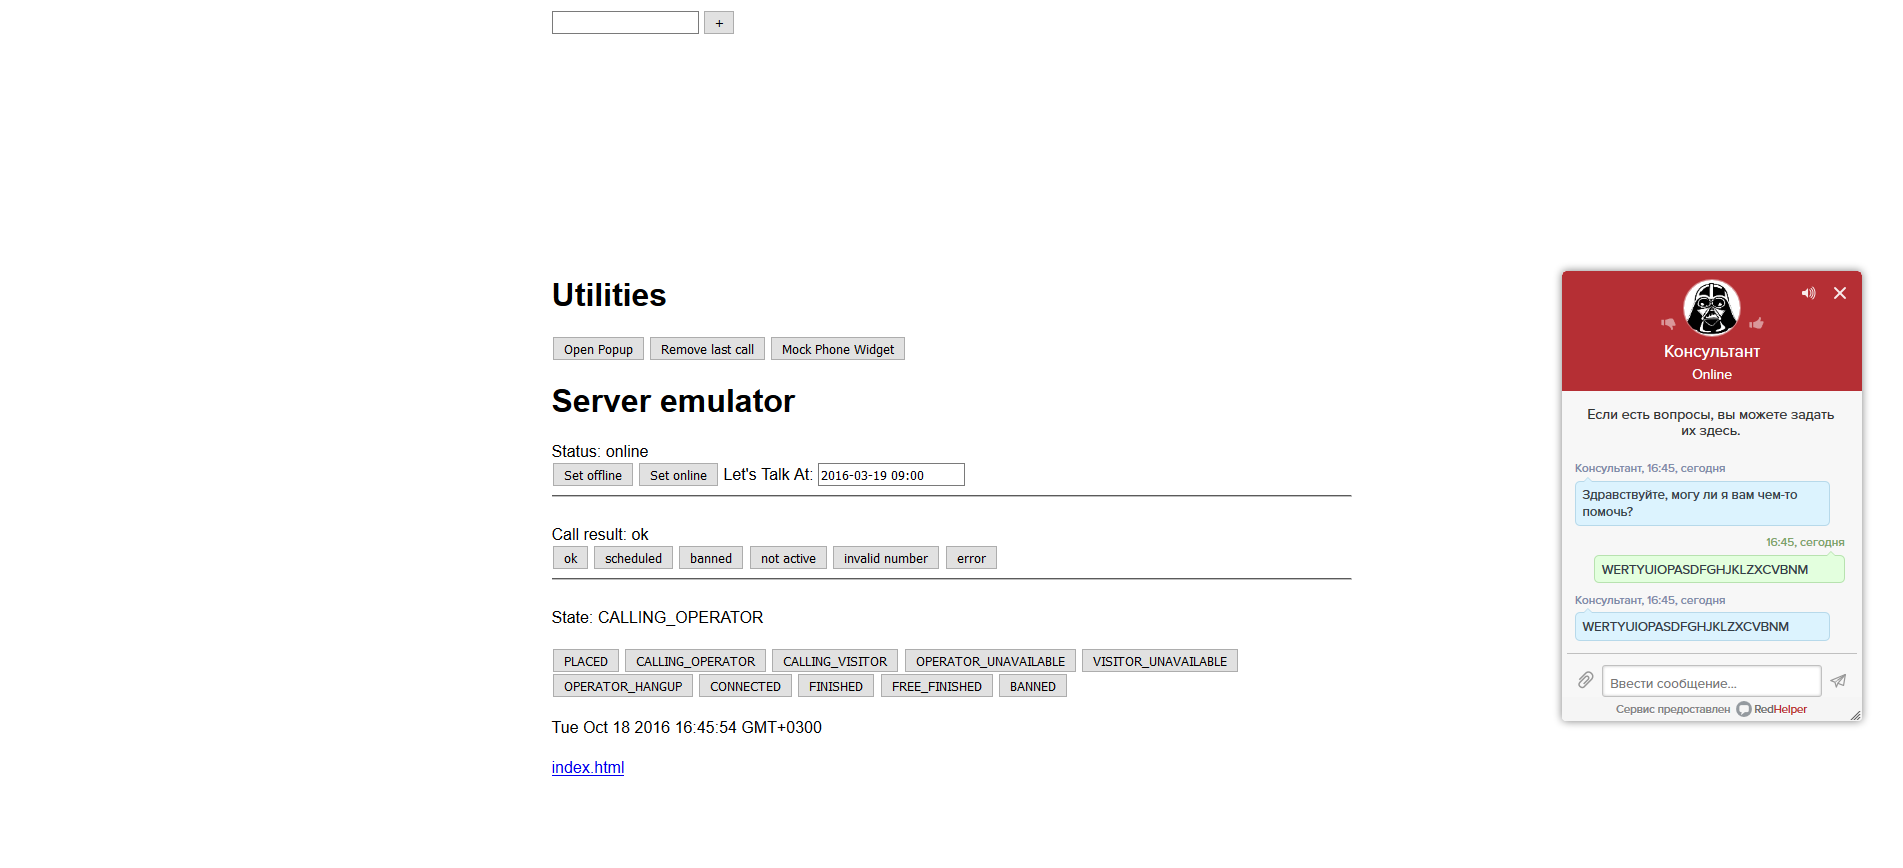 +
Utilities
Open Popup Remove last call Mock Phone Widget
Server emulator
Status: online
Set offline Set online Let's Talk At: 2016-03-19 09:00
Call result: ok
ok scheduled banned not active invalid number error
State: CALLING_OPERATOR
PLACED CALLING_OPERATOR CALLING_VISITOR OPERATOR_UNAVAILABLE VISITOR_UNAVAILABLE
OPERATOR_HANGUP CONNECTED FINISHED FREE_FINISHED BANNED
Tue Oct 18 2016 16:45:54 GMT+0300
index.html
Консультант
Online
Если есть вопросы, вы можете задать
их здесь.
Консультант, 16:45, сегодня
Здравствуйте, могу ли я вам чем-то
помочь?
16:45, сегодня
WERTYUIOPASDFGHJKLZXCVBNM
Консультант, 16:45, сегодня
WERTYUIOPASDFGHJKLZXCVBNM
Ввести сообщение...
Сервис предоставлен RedHelper